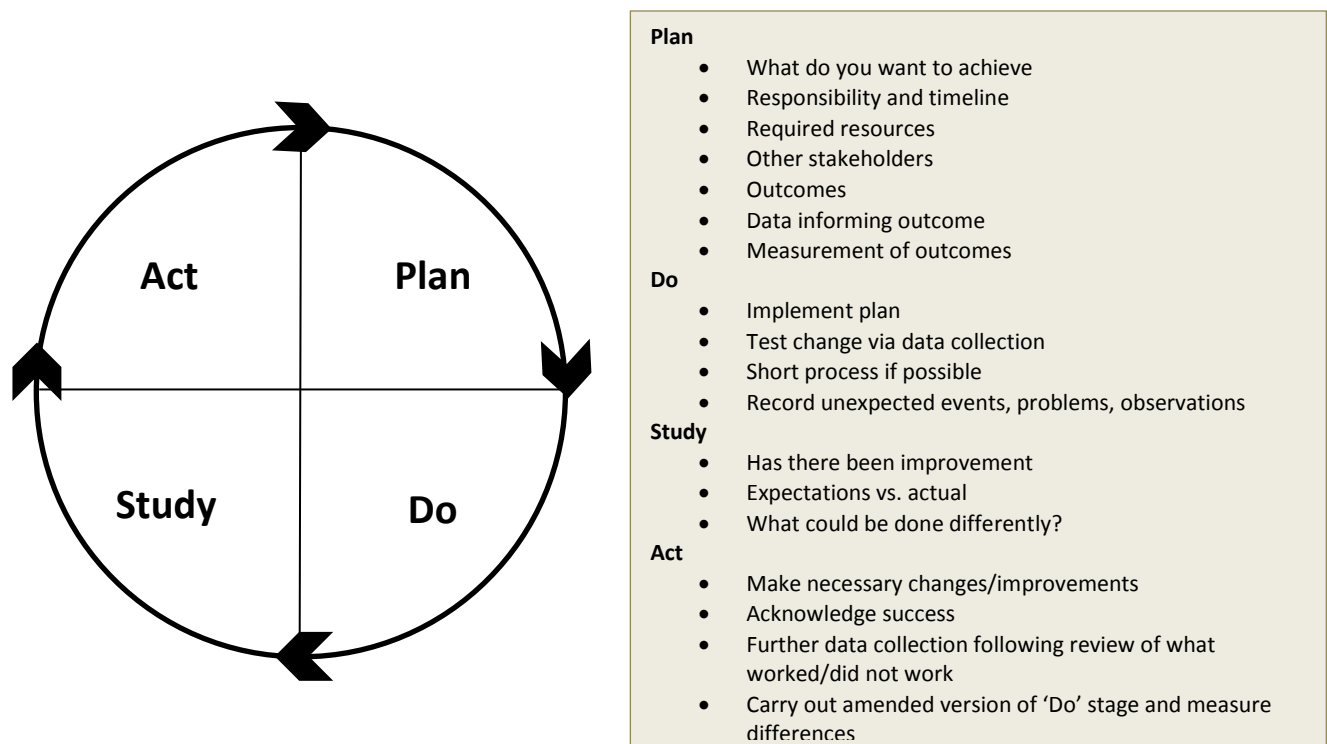 Act
Plan
Study
Do
Plan
• What do you want to achieve
• Responsibility and timeline
• Required resources
• Other stakeholders
• Outcomes
• Data informing outcome
• Measurement of outcomes
Do
• Implement plan
• Test change via data collection
• Short process if possible
• Record unexpected events, problems, observations
Study
• Has there been improvement
• Expectations vs. actual
• What could be done differently?
Act
• Make necessary changes/improvements
• Acknowledge success
• Further data collection following review of what
worked/did not work
• Carry out amended version of ‘Do’ stage and measure
differences